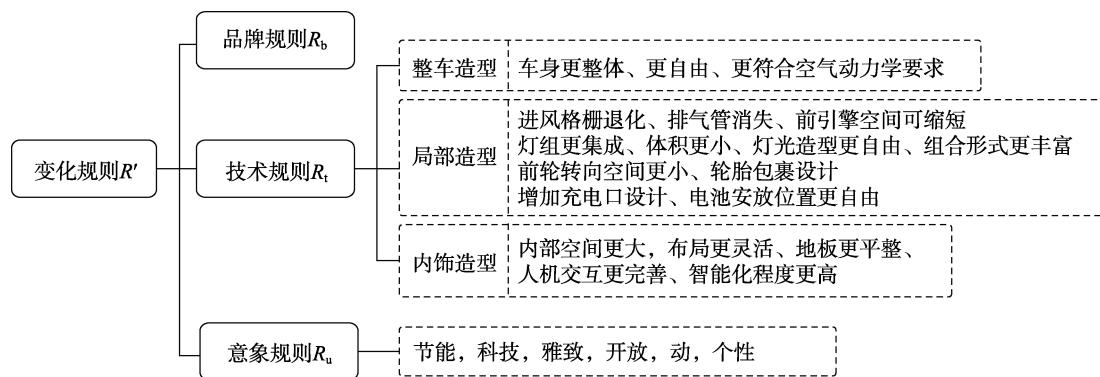 变化规则R'
品牌规则Rb
技术规则Rt
整车造型
车身更整体、更自由、更符合空气动力学要求
局部造型
进风格栅退化、排气管消失、前引擎空间可缩短
灯组更集成、体积更小、灯光造型更自由、组合形式更丰富
前轮转向空间更小、轮胎包裹设计
增加充电口设计、电池安放位置更自由
内饰造型
内部空间更大，布局更灵活、地板更平整、
人机交互更完善、智能化程度更高
意象规则Ru
节能，科技，雅致，开放，动，个性